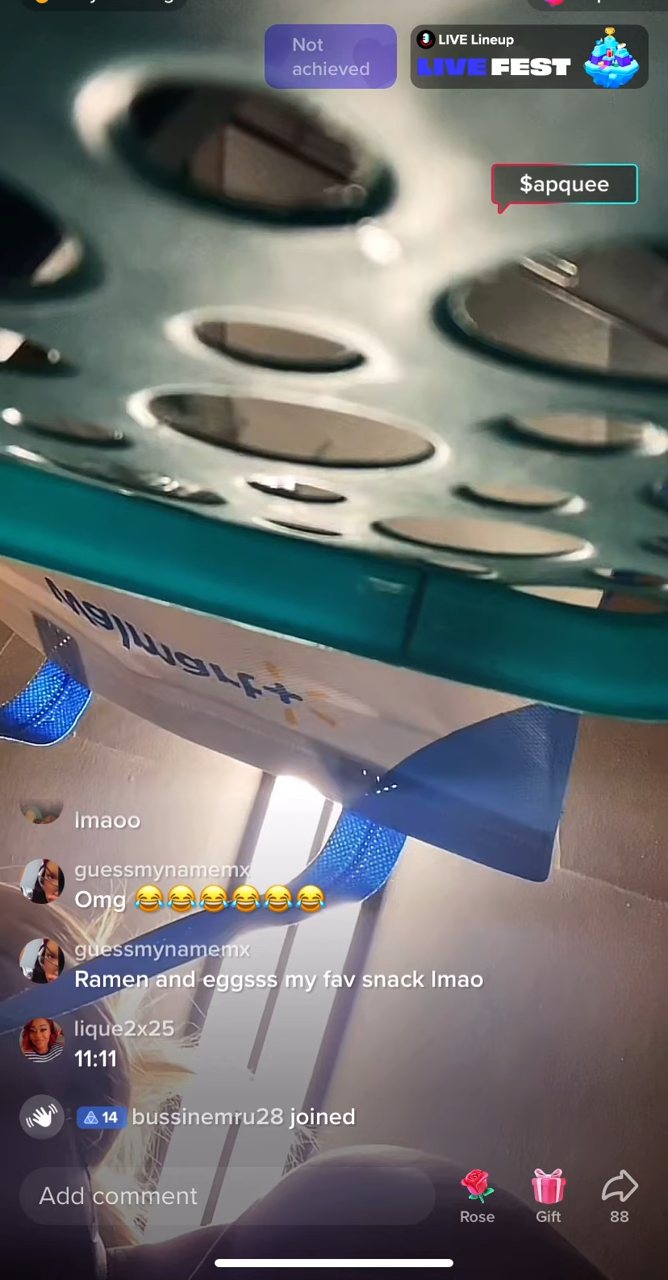 Not
achieved
LIVE Lineup
LIVE FEST
$apquee
Walmart+
lmaoo
guessmynamemx
Omg 😂😂😂😂😂😂
guessmynamemx
Ramen and eggsss my fav snack lmao
lique2x25
11:11
14 bussinemru28 joined
Add comment
Rose
Gift
88